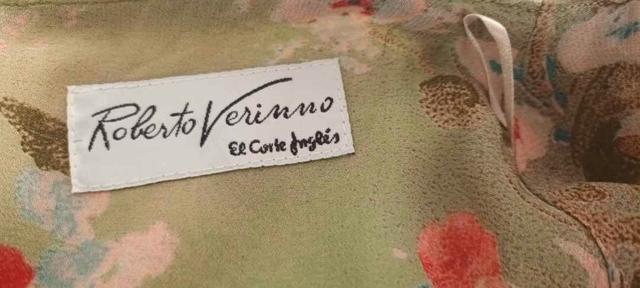 Roberto Verinno
El Corte Inglés